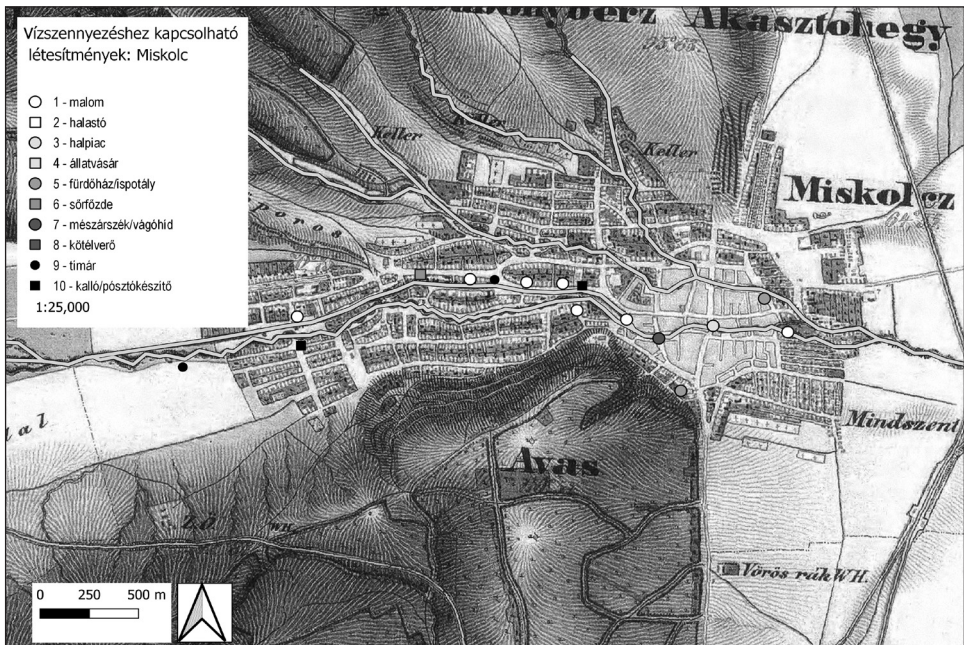 Vízszennyezéshez kapcsolható
létesítmények: Miskolc
1 - malom
2 - halastó
3 - halpiac
4 - állatvásár
5 - fürdőház/ispotály
6 - sörfőzde
7 - mészárszék/vágóhíd
8 - kötélverő
9 - tímár
10 - kalló/posztókészítő
1:25,000
Akasztohegy
Keller
Keller
Keller
Miskolcz
Mindszent
Avas
W.H.
Vörös rák W.H.
0 250 500 m